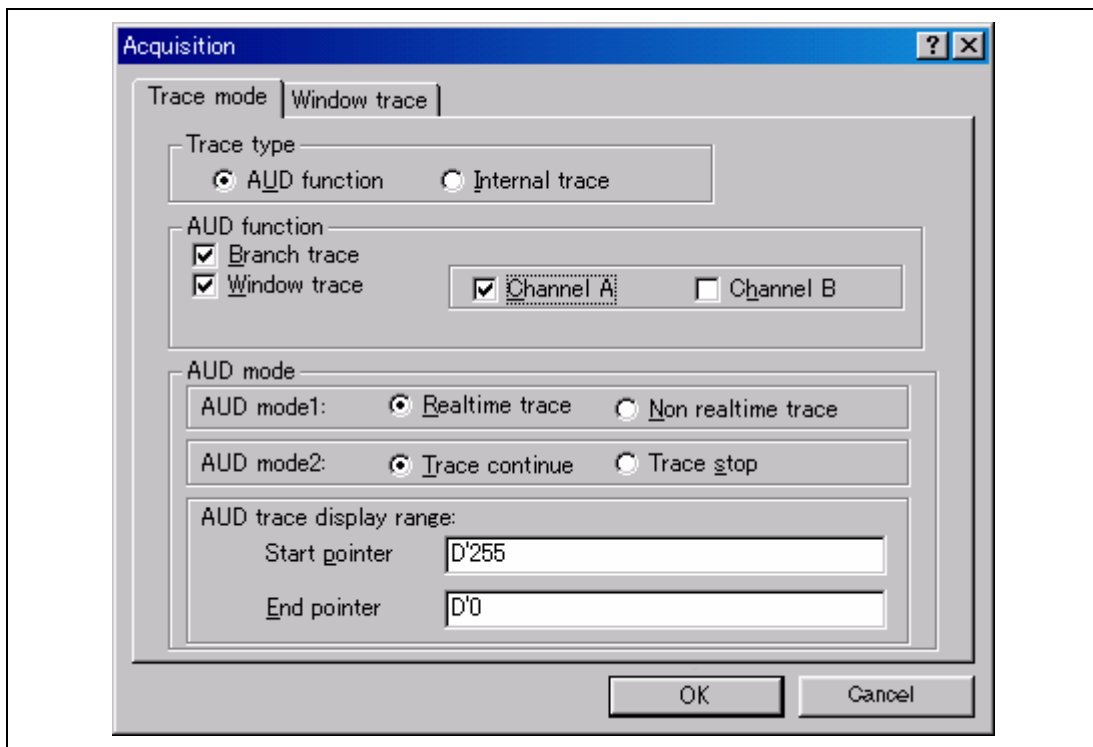 Acquisition
Trace mode Window trace
Trace type
AUD function Internal trace
AUD function
Branch trace
Window trace Channel A Channel B
AUD mode
AUD mode1: Realtime trace Non realtime trace
AUD mode2: Trace continue Trace stop
AUD trace display range:
Start pointer D'255
End pointer D'0
OK Cancel